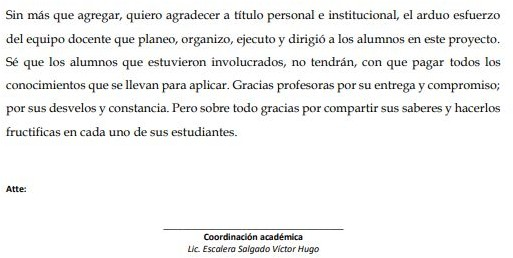 Sin más que agregar, quiero agradecer a título personal e institucional, el arduo esfuerzo
del equipo docente que planeo, organizo, ejecuto y dirigió a los alumnos en este proyecto.
Sé que los alumnos que estuvieron involucrados, no tendrán, con que pagar todos los
conocimientos que se llevan para aplicar. Gracias profesoras por su entrega y compromiso;
por sus desvelos y constancia. Pero sobre todo gracias por compartir sus saberes y hacerlos
fructificas en cada uno de sus estudiantes.
Atte:
Coordinación académica
Lic. Escalera Salgado Víctor Hugo